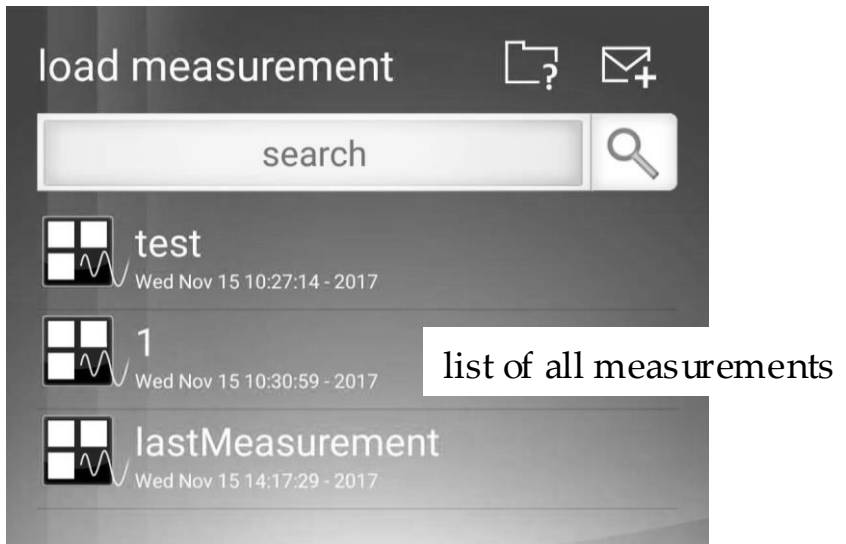 load measurement
search
test
Wed Nov 15 10:27:14 - 2017
1
Wed Nov 15 10:30:59 - 2017
list of all measurements
lastMeasurement
Wed Nov 15 14:17:29 - 2017